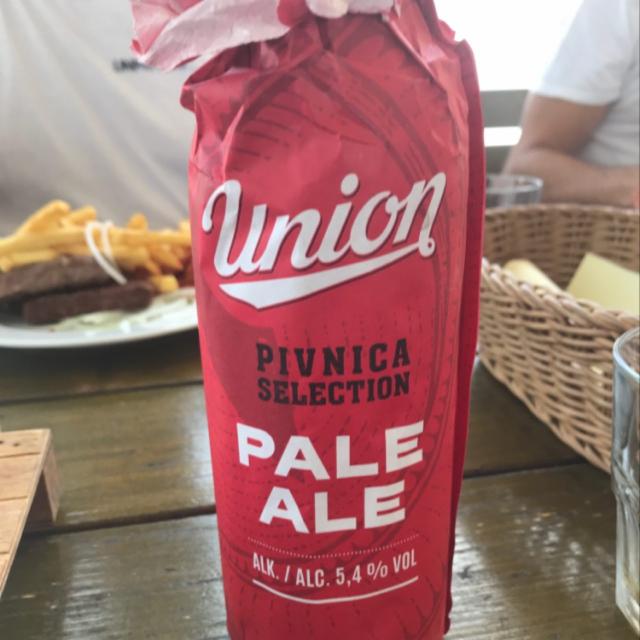 Union
PIVNICA
SELECTION
PALE
ALE
ALK. / ALC. 5,4 % VOL